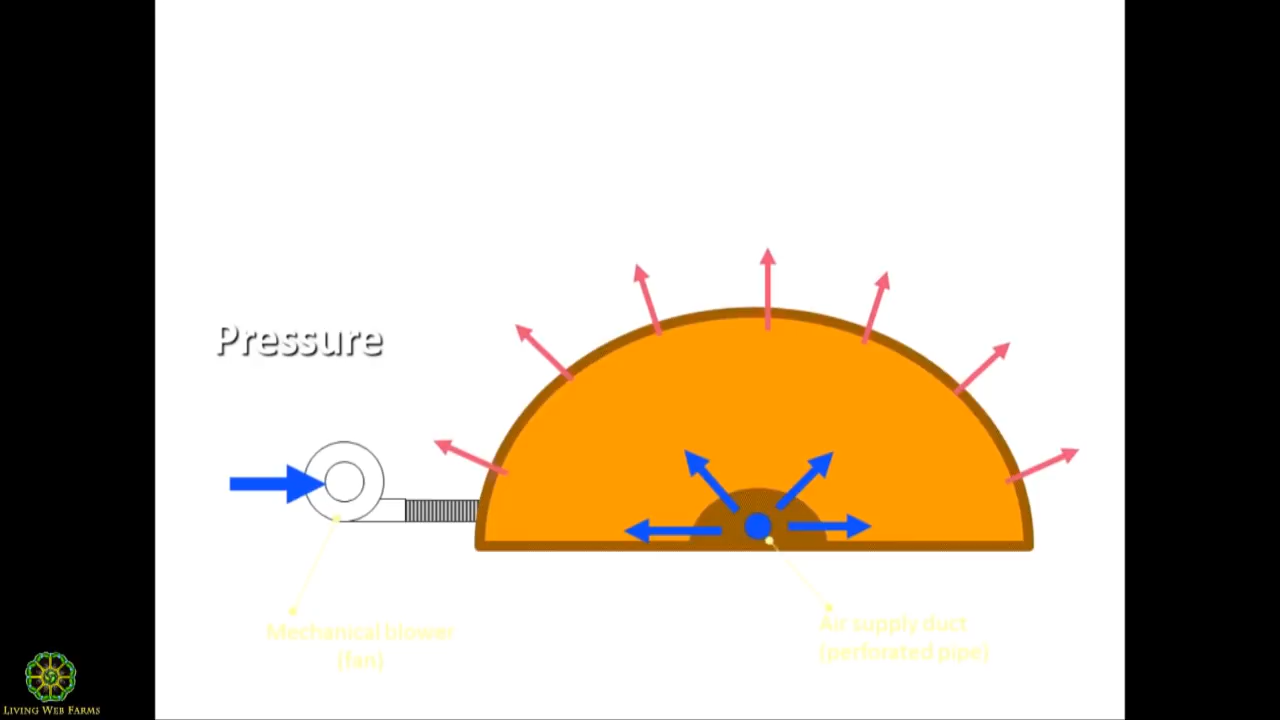 Pressure
Mechanical blower
(fan)
Air supply duct
(perforated pipe)
LIVING WEB FARMS